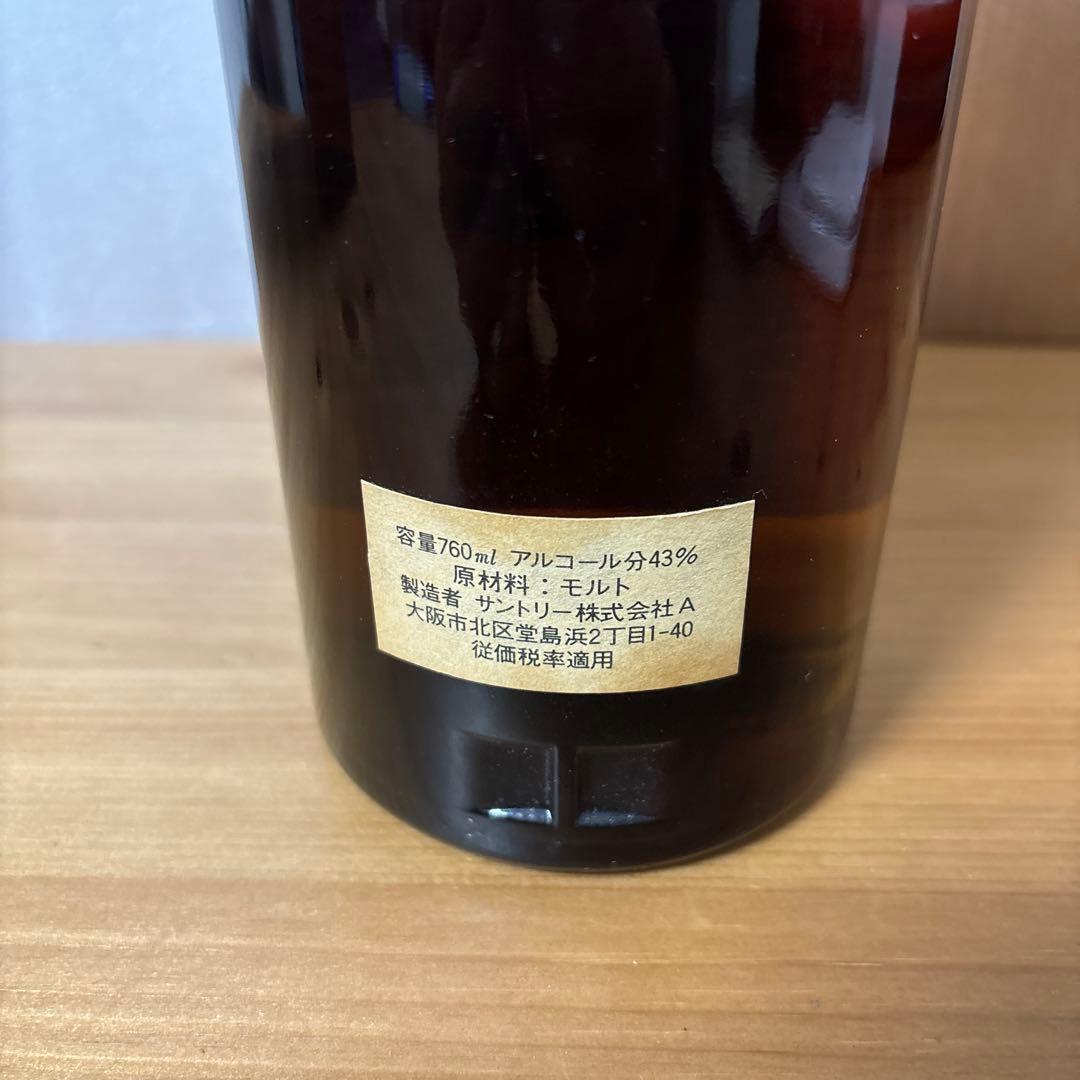 容量760ml アルコール分43%
原材料：モルト
製造者 サントリー株式会社A
大阪市北区堂島浜2丁目1-40
従価税率適用